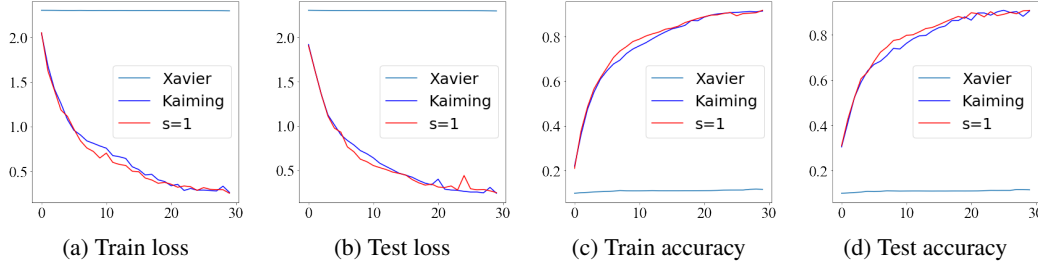 2.0
1.5
1.0
0.5
Xavier
Kaiming
s=1
0 10 20 30
(a) Train loss
2.0
1.5
1.0
0.5
Xavier
Kaiming
s=1
0 10 20 30
(b) Test loss
0.8
0.6
0.4
0.2
Xavier
Kaiming
s=1
0 10 20 30
(c) Train accuracy
0.8
0.6
0.4
0.2
Xavier
Kaiming
s=1
0 10 20 30
(d) Test accuracy